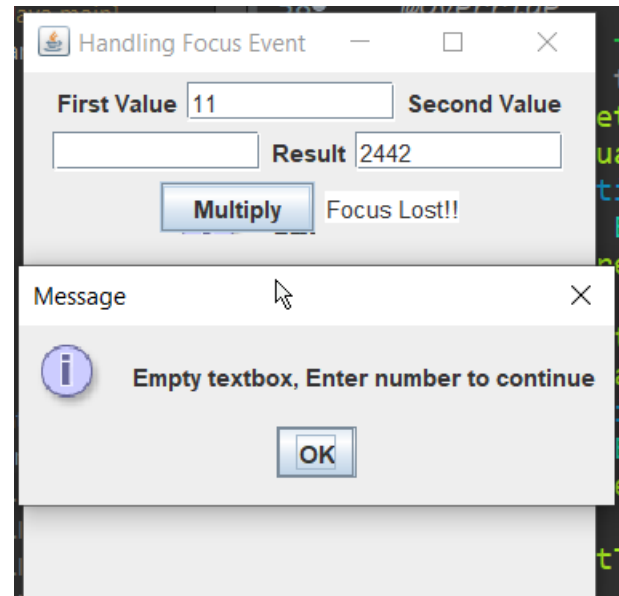 @Override
Handling Focus Event
First Value 11 Second Value
Result 2442
Multiply Focus Lost!!
Message
Empty textbox, Enter number to continue
OK